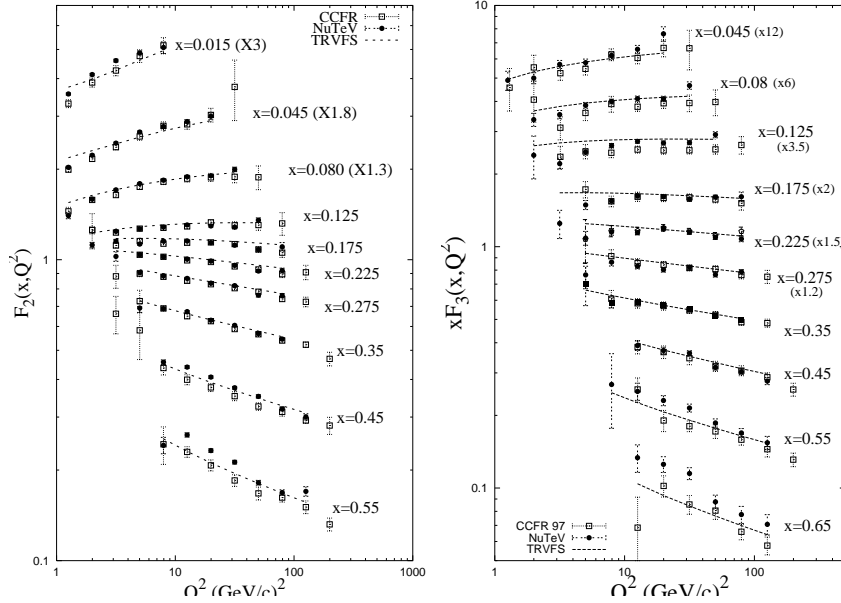 CCFR
NuTeV
TRVFS
x=0.015 (X3)
x=0.045 (X1.8)
x=0.080 (X1.3)
x=0.125
x=0.175
x=0.225
x=0.275
x=0.35
x=0.45
x=0.55
F2(x,Q2)
1
0.1
1
10
100
1000
Q2 (GeV/c)2
x=0.045 (x12)
x=0.08 (x6)
x=0.125
(x3.5)
x=0.175 (x2)
x=0.225 (x1.5)
x=0.275
(x1.2)
x=0.35
x=0.45
x=0.55
x=0.65
CCFR 97
NuTeV
TRVFS
xF3(x,Q2)
10
1
0.1
1
10
100
Q2 (GeV/c)2